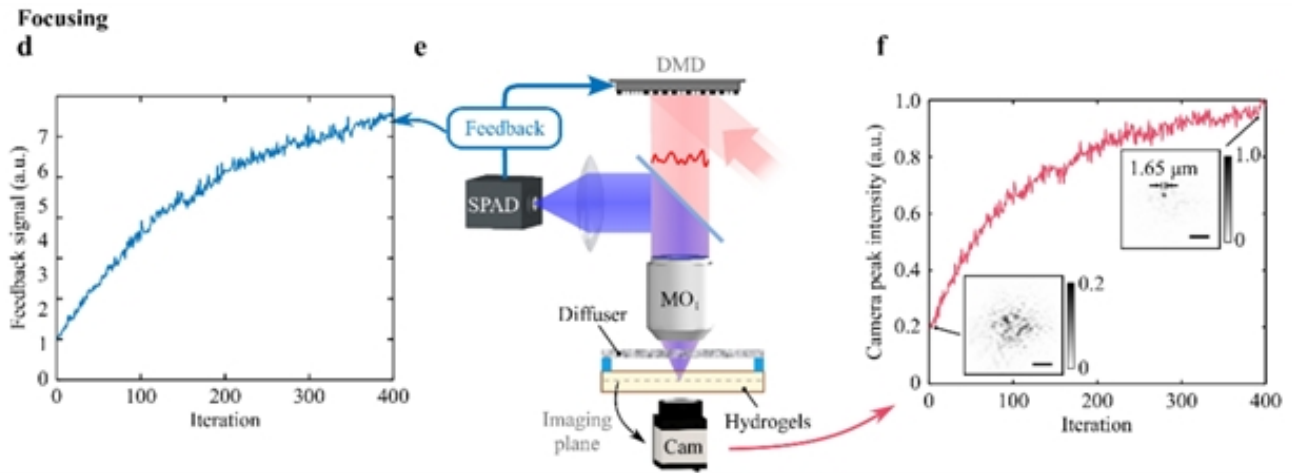 Focusing
d
7
6
5
4
3
2
1
0
0 100 200 300 400
Iteration
Feedback signal (a.u.)
e
DMD
Feedback
SPAD
MO₁
Diffuser
Imaging
plane
Hydrogels
Cam
f
1.0
0.8
0.6
0.4
0.2
0
0 100 200 300 400
Iteration
Camera peak intensity (a.u.)
1.65 μm
1.0
0
0.2
0